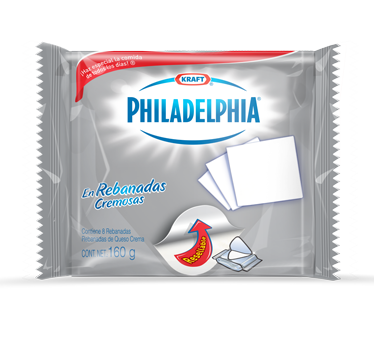 ¡Haz especial la comida
de todos los días!
KRAFT
PHILADELPHIA
En Rebanadas
Cremosas
Contiene 8 Rebanadas
Rebanadas de Queso Crema
CONT. NET 160 g
Resellable